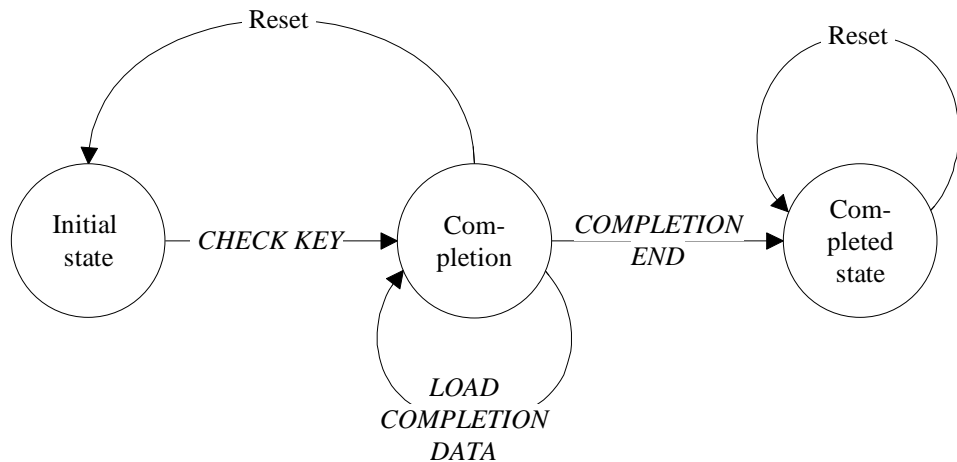 Reset
Reset
Initial
state
CHECK KEY
Com-
pletion
COMPLETION
END
Com-
pleted
state
LOAD
COMPLETION
DATA